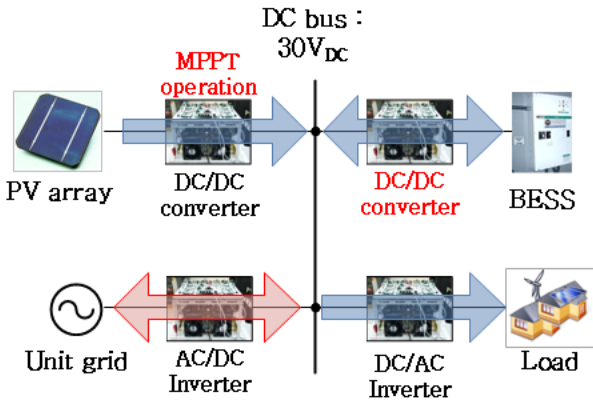 DC bus :
30VDC
MPPT
operation
PV array
DC/DC
converter
DC/DC
converter
BESS
Unit grid
AC/DC
Inverter
DC/AC
Inverter
Load